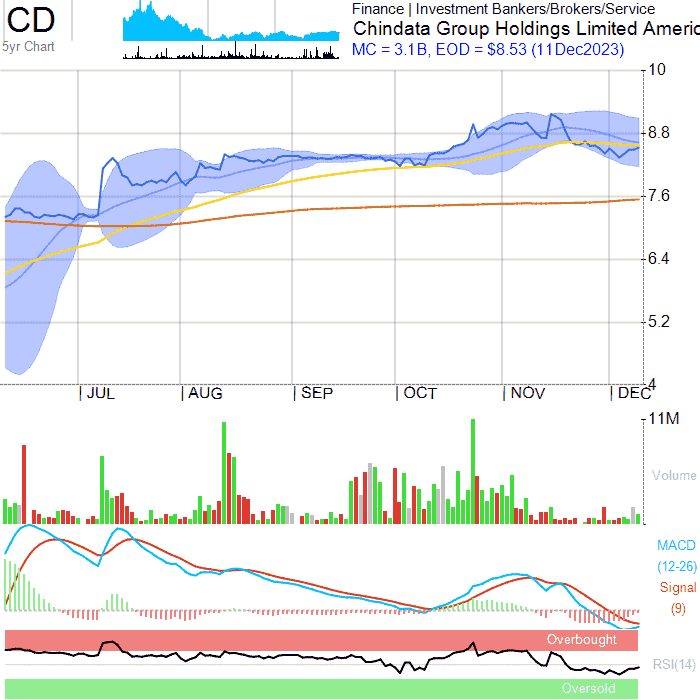 CD
5yr Chart
Finance | Investment Bankers/Brokers/Service
Chindata Group Holdings Limited Americ
MC = 3.1B, EOD = $8.53 (11Dec2023)
10
8.8
7.6
6.4
5.2
4
| JUL | AUG | SEP | OCT | NOV | DEC
11M
Volume
MACD
(12-26)
Signal
(9)
Overbought
RSI(14)
Oversold